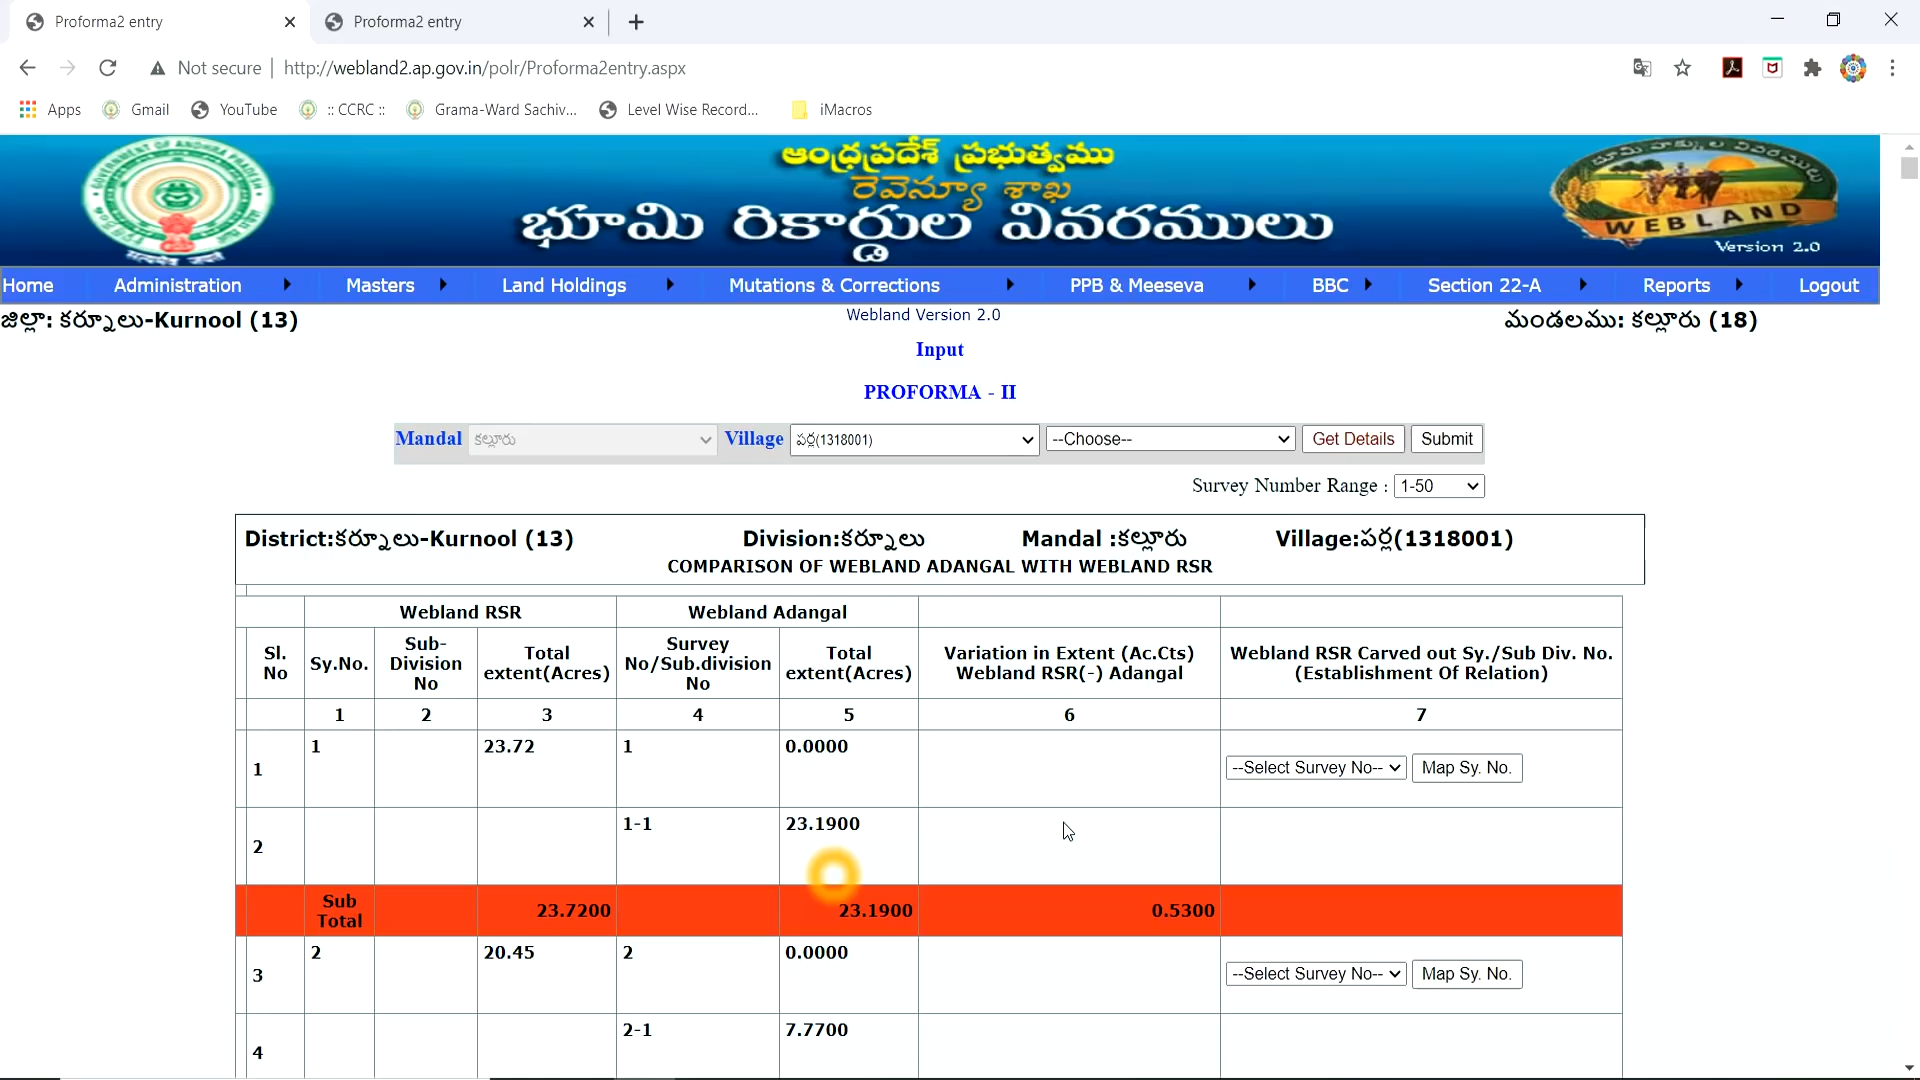 Proforma2 entry
Proforma2 entry
Not secure | http://webland2.ap.gov.in/polr/Proforma2entry.aspx
Apps Gmail YouTube :: CCRC :: Grama-Ward Sachiv... Level Wise Record... iMacros
ఆంధ్రప్రదేశ్ ప్రభుత్వము
రెవెన్యూ శాఖ
భూమి రికార్డుల వివరములు
GOVERNMENT OF ANDHRA PRADESH
భూమి హక్కుల వివరములు
WEBLAND
Version 2.0
Home Administration Masters Land Holdings Mutations & Corrections PPB & Meeseva BBC Section 22-A Reports Logout
జిల్లా: కర్నూలు-Kurnool (13) Webland Version 2.0 మండలము: కల్లూరు (18)
Input
PROFORMA - II
Mandal కల్లూరు Village పర్ల(1318001) --Choose-- Get Details Submit
Survey Number Range : 1-50
District:కర్నూలు-Kurnool (13) Division:కర్నూలు Mandal :కల్లూరు Village:పర్ల(1318001)
COMPARISON OF WEBLAND ADANGAL WITH WEBLAND RSR
Webland RSR Webland Adangal
Sl. No Sy.No. Sub-Division No Total extent(Acres) Survey No/Sub.division No Total extent(Acres) Variation in Extent (Ac.Cts) Webland RSR(-) Adangal Webland RSR Carved out Sy./Sub Div. No. (Establishment Of Relation)
1 2 3 4 5 6 7
1 1 23.72 1 0.0000 --Select Survey No-- Map Sy. No.
2 1-1 23.1900
Sub Total 23.7200 23.1900 0.5300
3 2 20.45 2 0.0000 --Select Survey No-- Map Sy. No.
4 2-1 7.7700